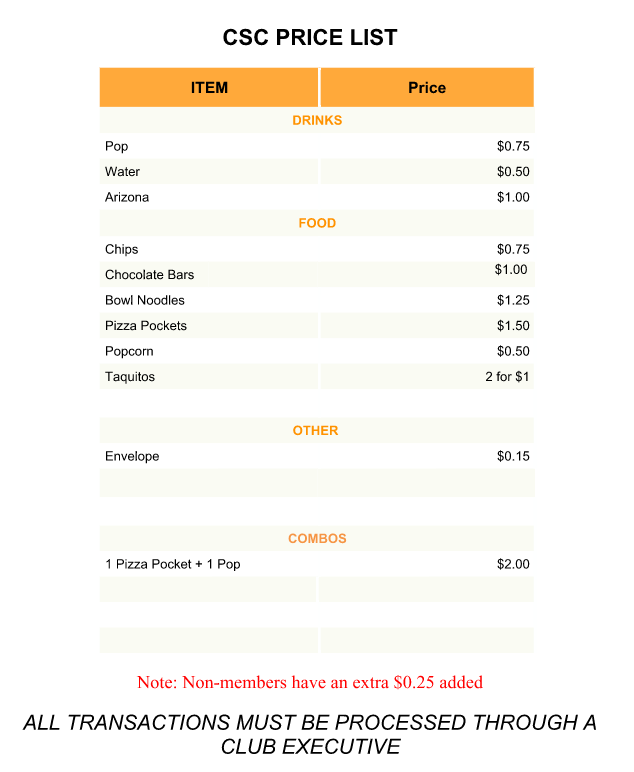 CSC PRICE LIST
ITEM Price
DRINKS
Pop $0.75
Water $0.50
Arizona $1.00
FOOD
Chips $0.75
Chocolate Bars $1.00
Bowl Noodles $1.25
Pizza Pockets $1.50
Popcorn $0.50
Taquitos 2 for $1
OTHER
Envelope $0.15
COMBOS
1 Pizza Pocket + 1 Pop $2.00
Note: Non-members have an extra $0.25 added
ALL TRANSACTIONS MUST BE PROCESSED THROUGH A
CLUB EXECUTIVE